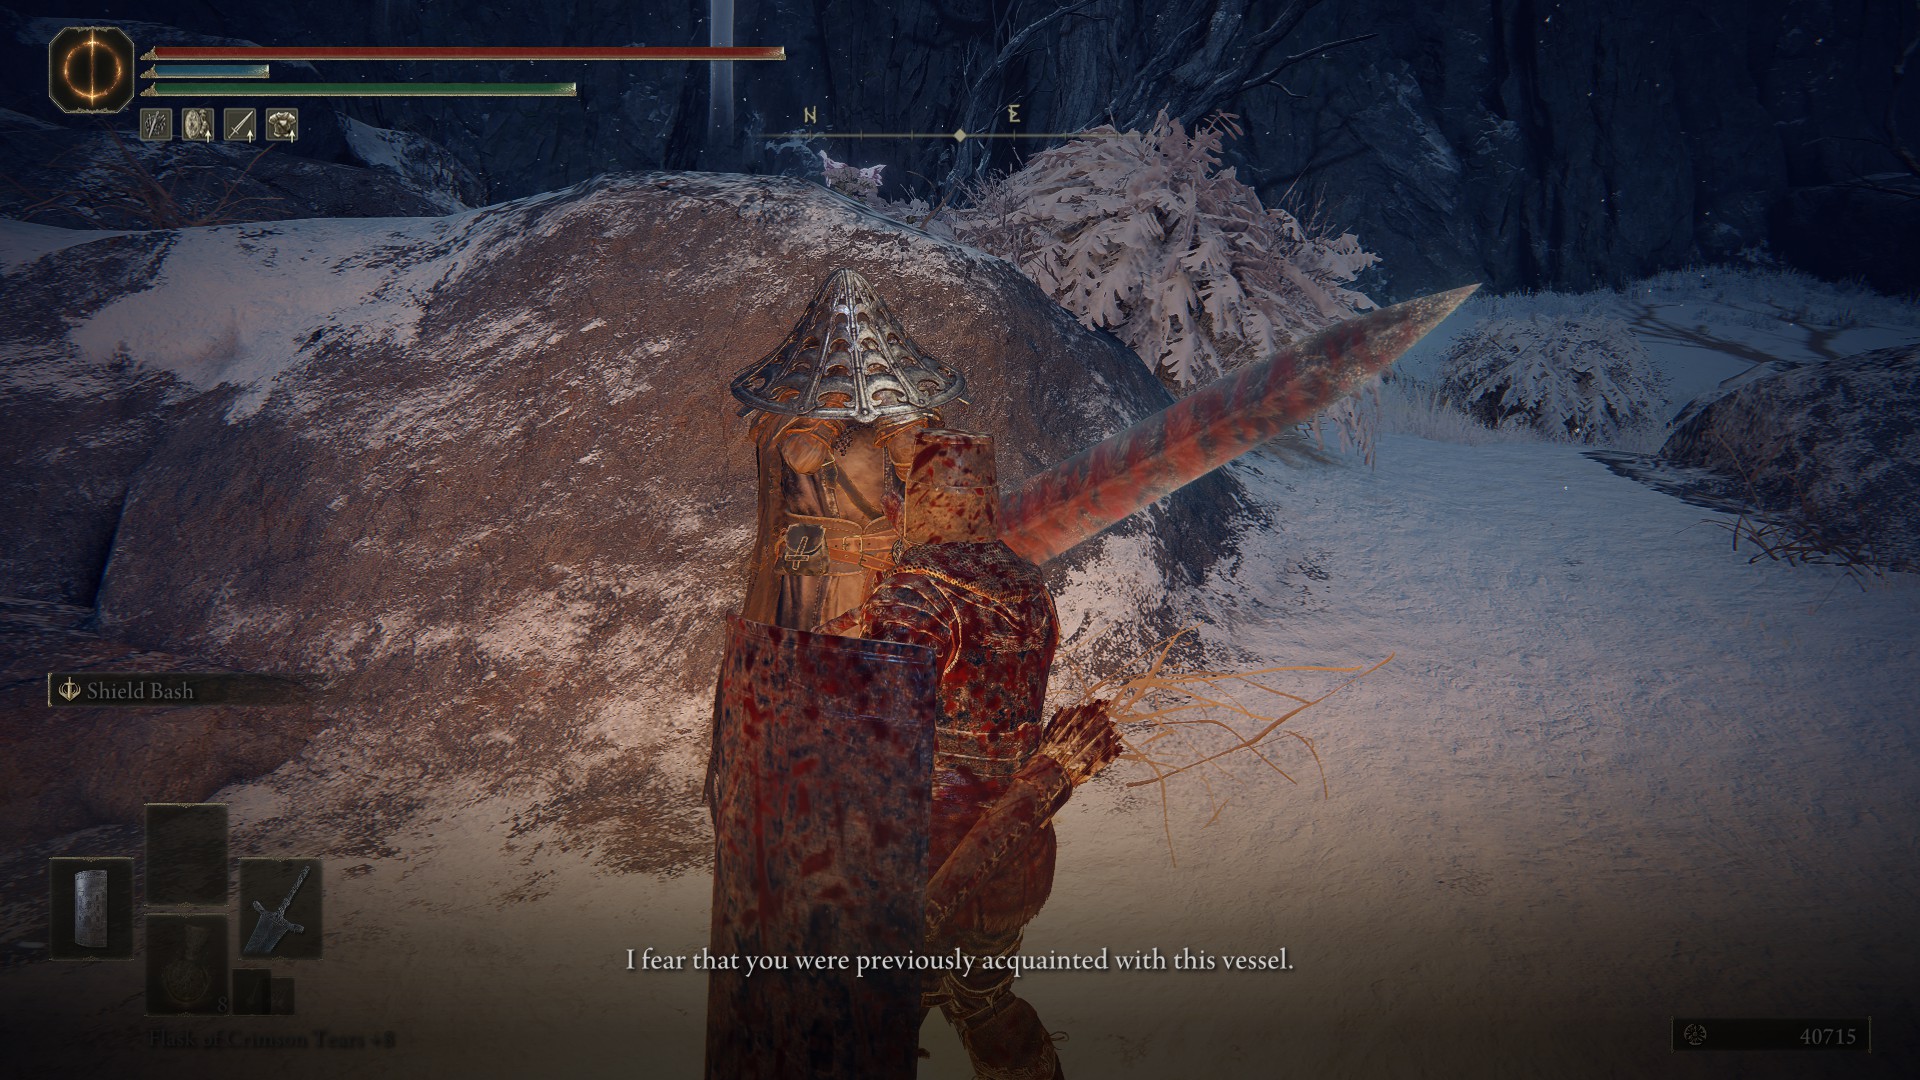 N
E
Shield Bash
I fear that you were previously acquainted with this vessel.
8
Flask of Crimson Tears +8
40715